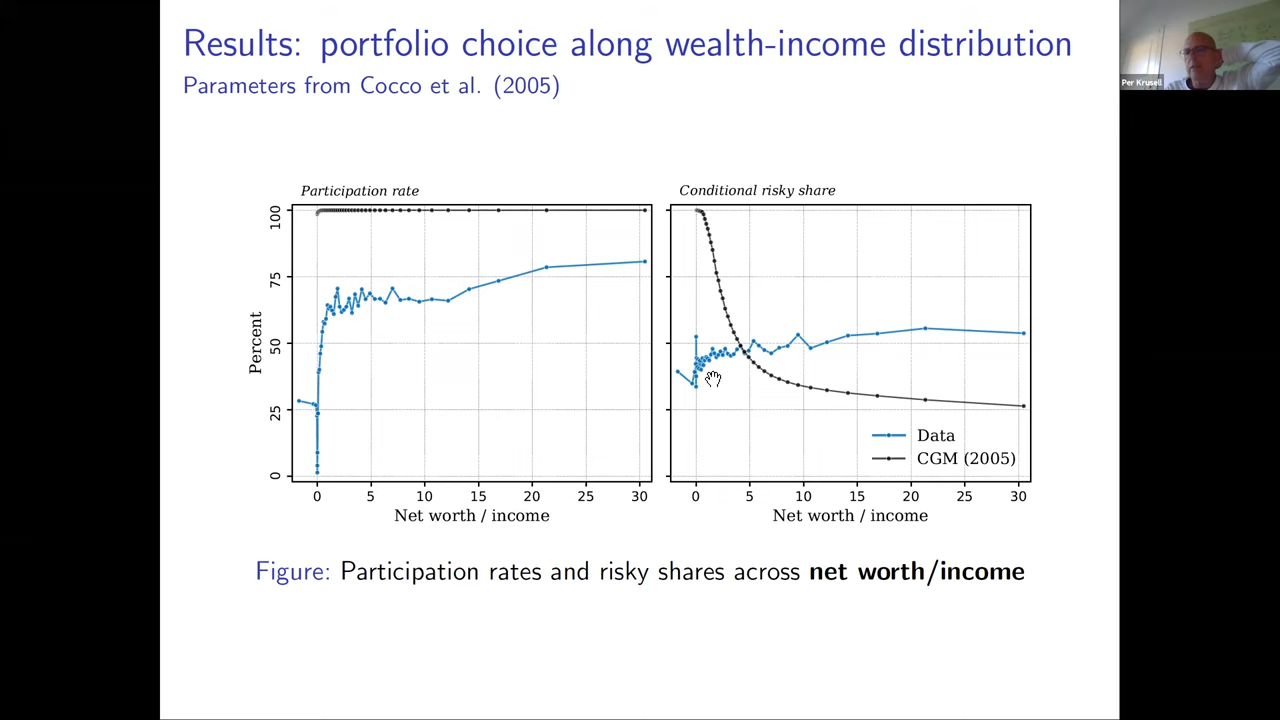 Results: portfolio choice along wealth-income distribution
Parameters from Cocco et al. (2005)
Per Krusell
Participation rate
Conditional risky share
Percent
100
75
50
25
0
0 5 10 15 20 25 30
0 5 10 15 20 25 30
Net worth / income
Net worth / income
Data
CGM (2005)
Figure: Participation rates and risky shares across net worth/income